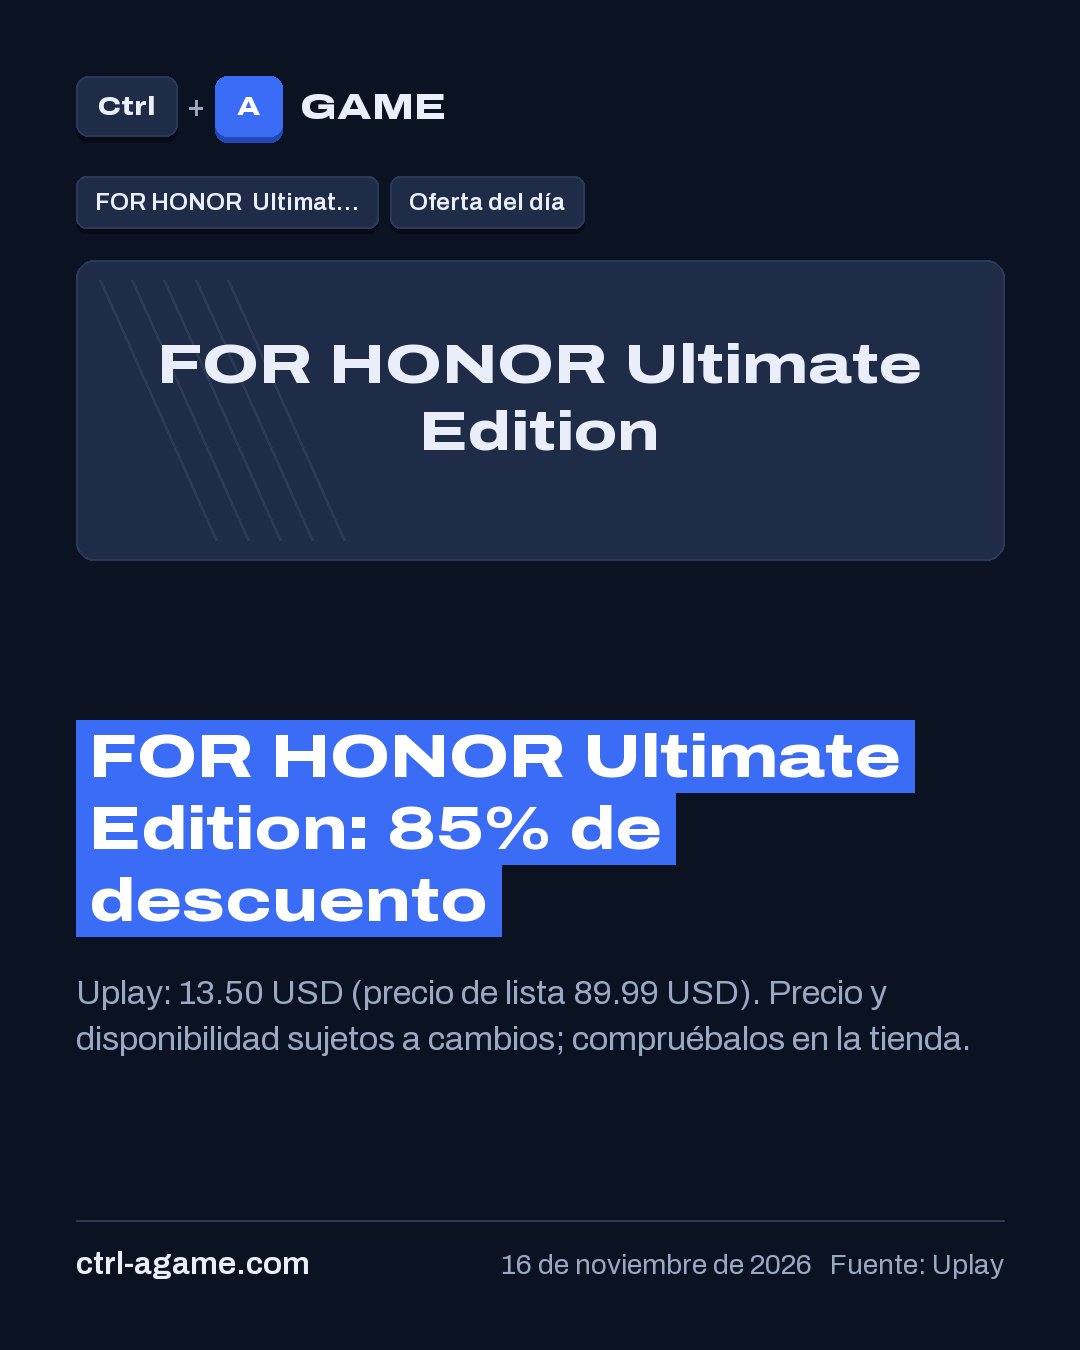 Ctrl + A GAME
FOR HONOR Ultimat... Oferta del día
FOR HONOR Ultimate
Edition
FOR HONOR Ultimate
Edition: 85% de
descuento
Uplay: 13.50 USD (precio de lista 89.99 USD). Precio y
disponibilidad sujetos a cambios; compruébalos en la tienda.
ctrl-agame.com 16 de noviembre de 2026 Fuente: Uplay